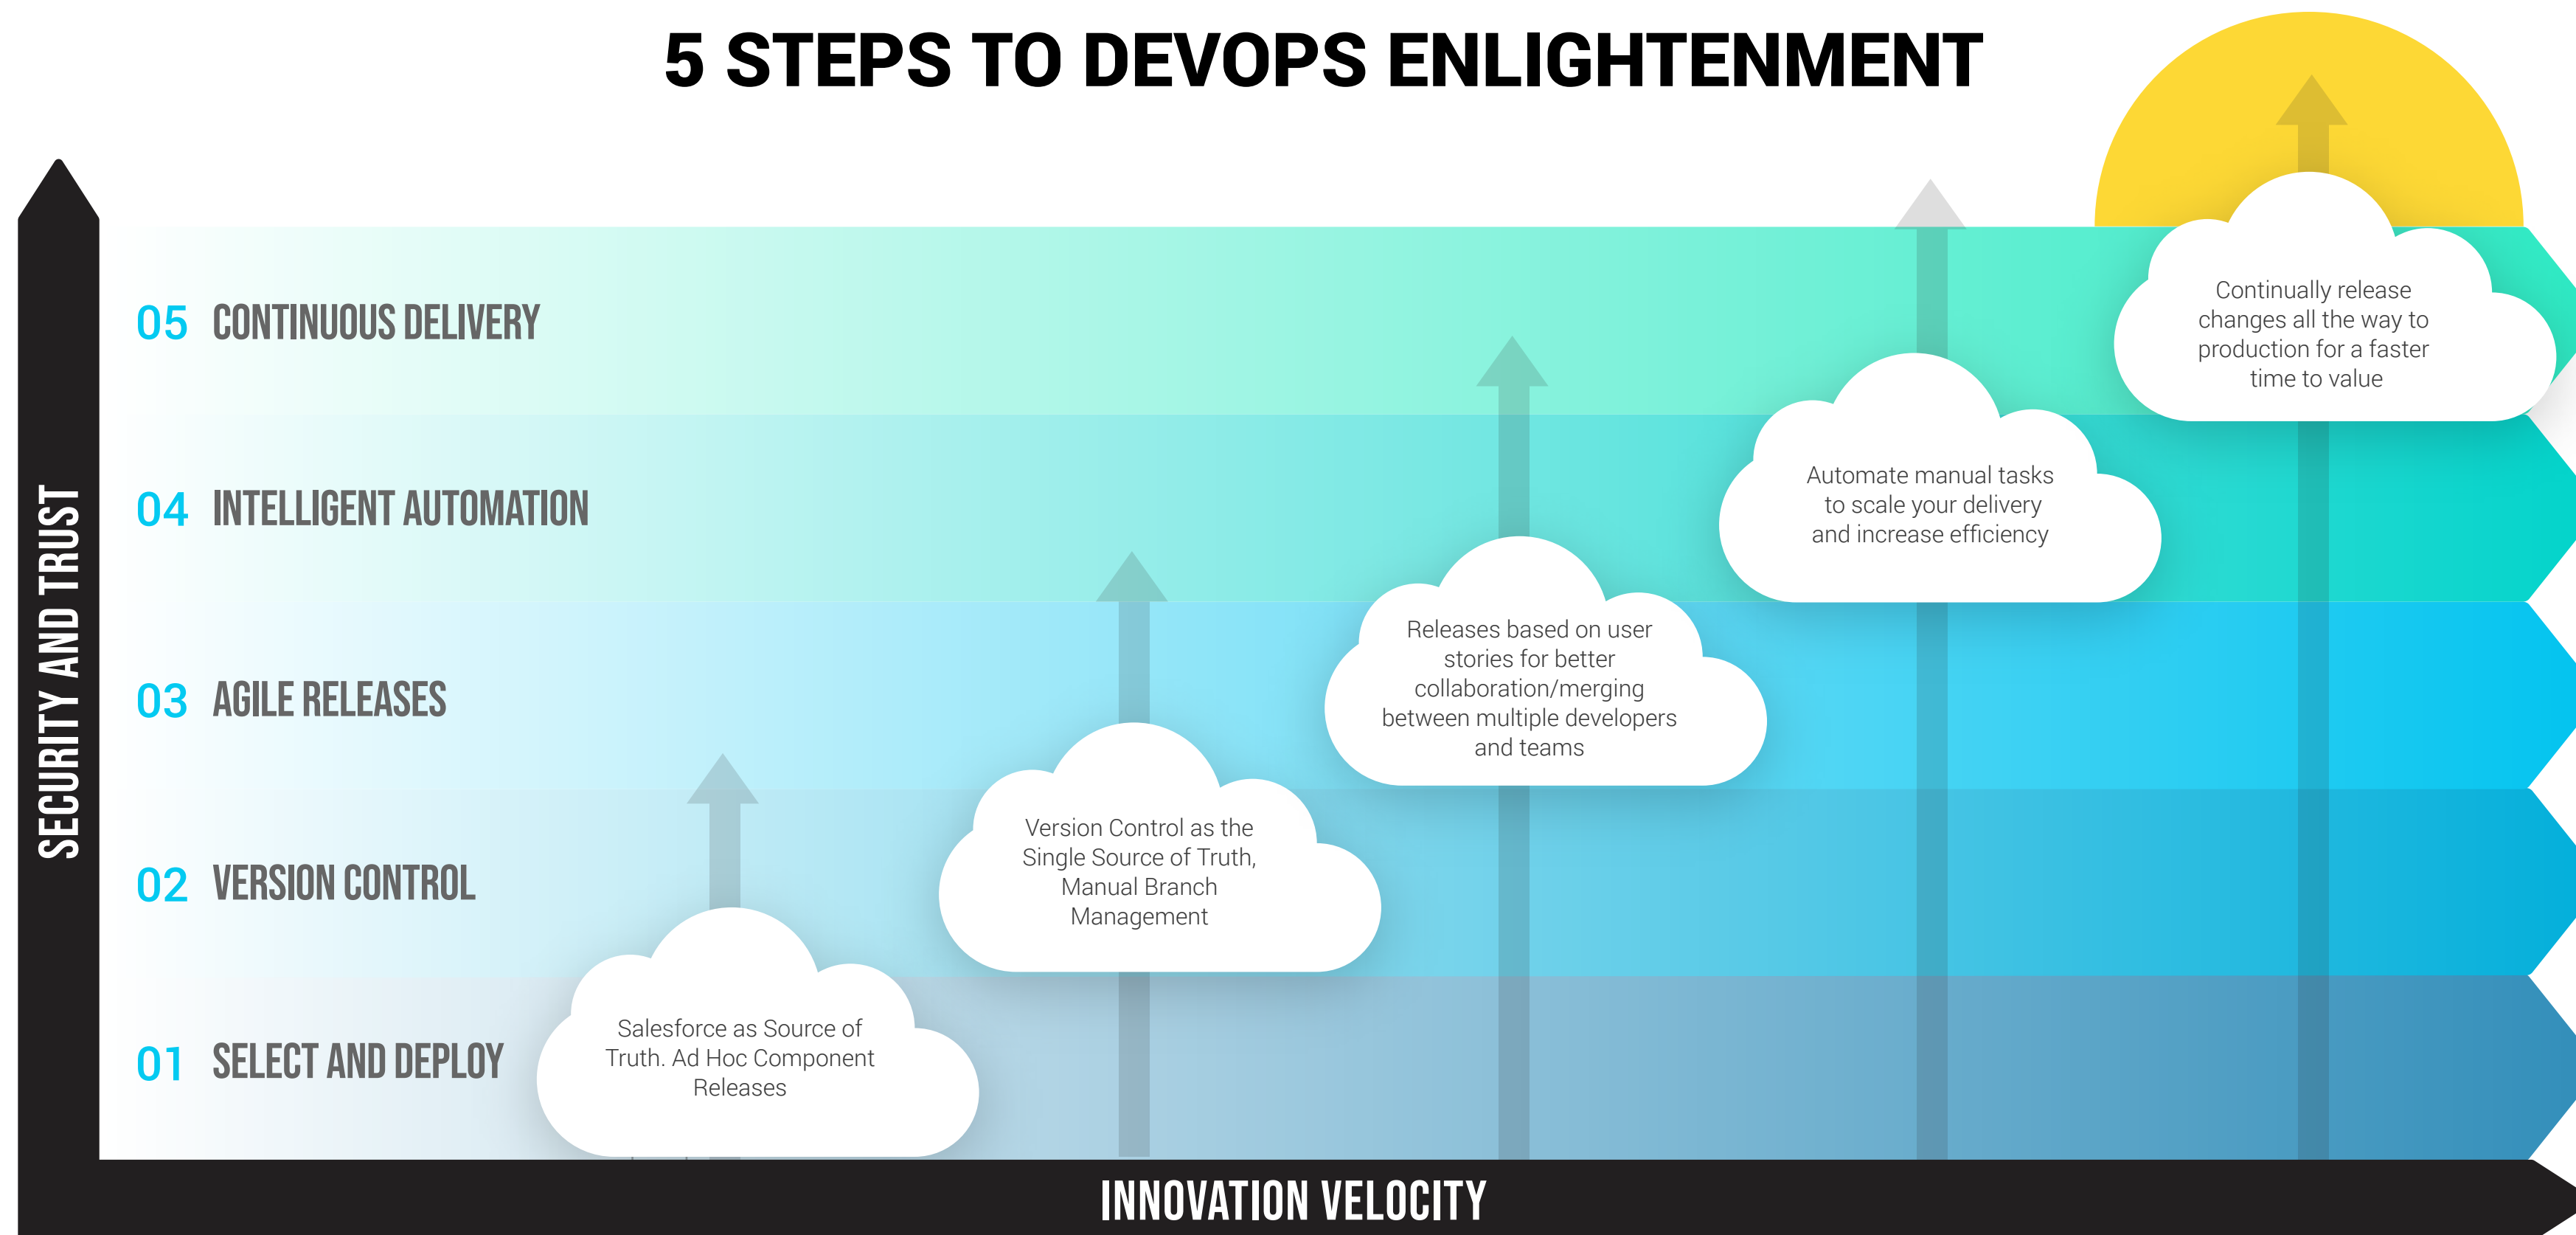 5 STEPS TO DEVOPS ENLIGHTENMENT
05 CONTINUOUS DELIVERY
Continually release
changes all the way to
production for a faster
time to value
04 INTELLIGENT AUTOMATION
Automate manual tasks
to scale your delivery
and increase efficiency
03 AGILE RELEASES
Releases based on user
stories for better
collaboration/merging
between multiple developers
and teams
02 VERSION CONTROL
Version Control as the
Single Source of Truth,
Manual Branch
Management
01 SELECT AND DEPLOY
Salesforce as Source of
Truth. Ad Hoc Component
Releases
SECURITY AND TRUST
INNOVATION VELOCITY